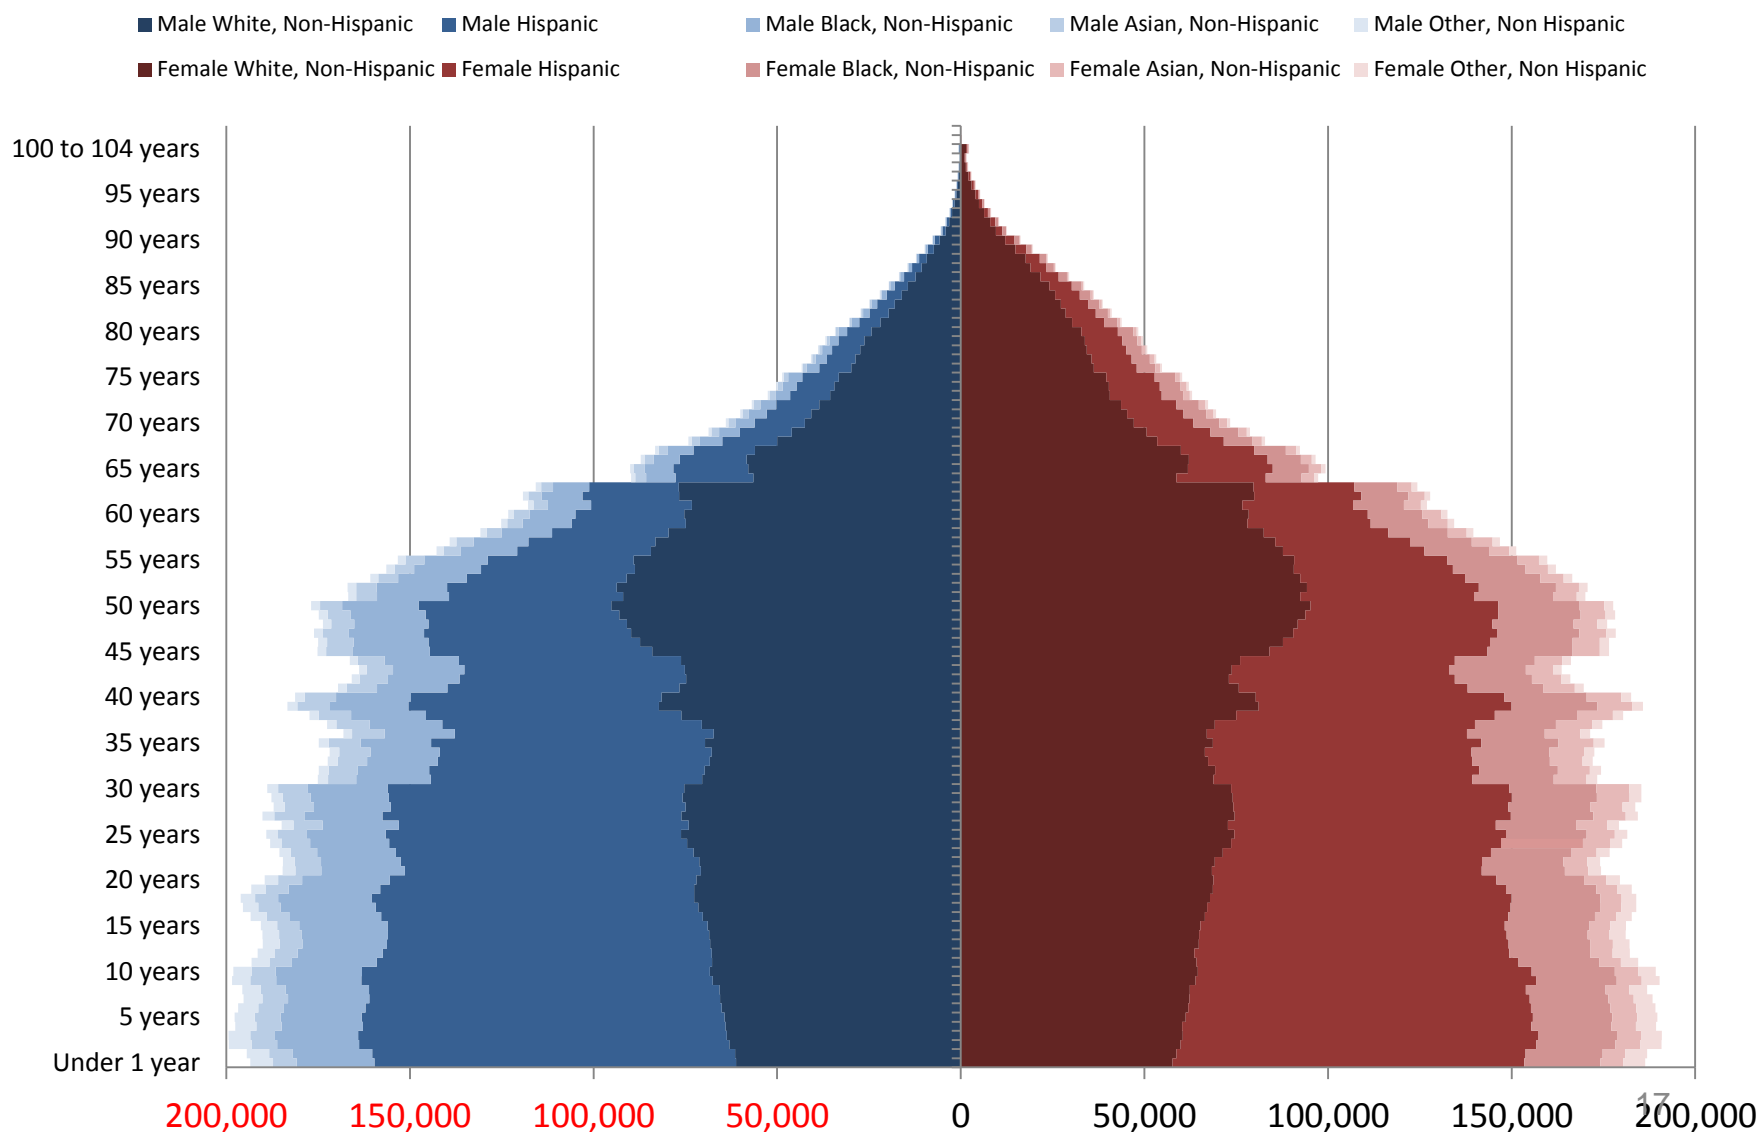 Male White, Non-Hispanic Male Hispanic Male Black, Non-Hispanic Male Asian, Non-Hispanic Male Other, Non Hispanic
Female White, Non-Hispanic Female Hispanic Female Black, Non-Hispanic Female Asian, Non-Hispanic Female Other, Non Hispanic
100 to 104 years
95 years
90 years
85 years
80 years
75 years
70 years
65 years
60 years
55 years
50 years
45 years
40 years
35 years
30 years
25 years
20 years
15 years
10 years
5 years
Under 1 year
200,000 150,000 100,000 50,000 0 50,000 100,000 150,000 200,000
17